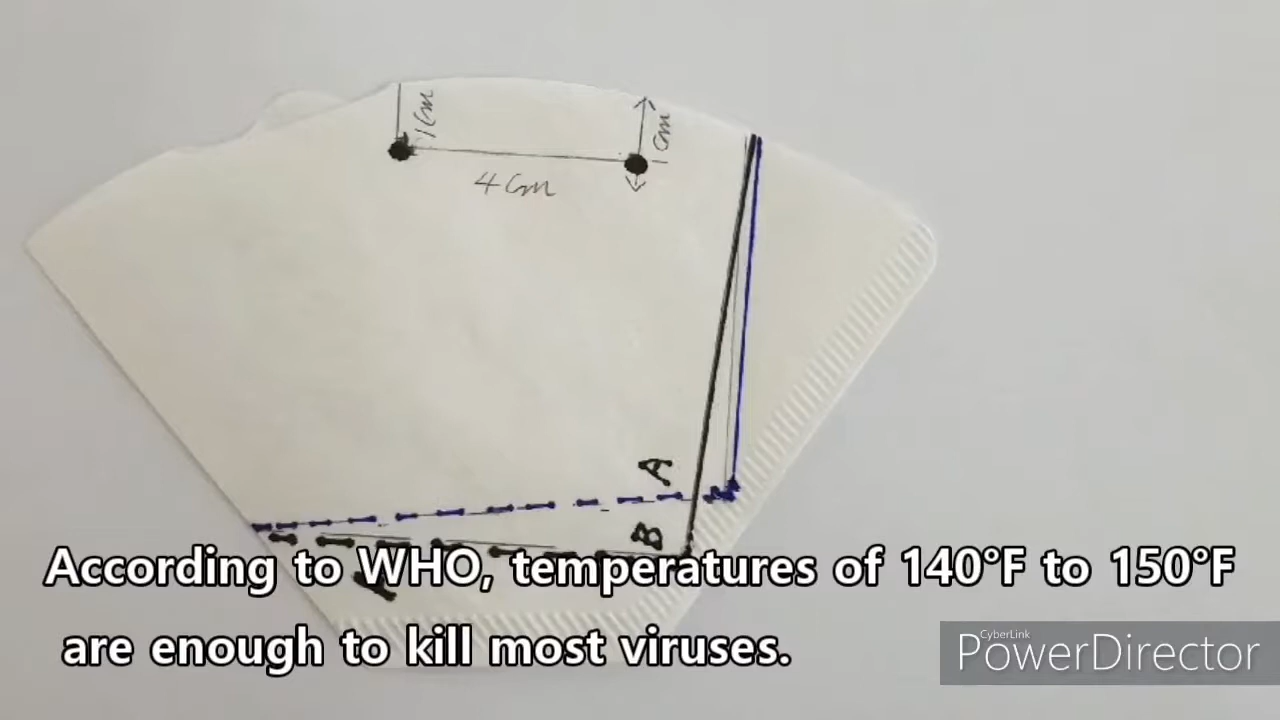 1cm
1cm
4cm
A
B
According to WHO, temperatures of 140°F to 150°F
are enough to kill most viruses.
CyberLink
PowerDirector